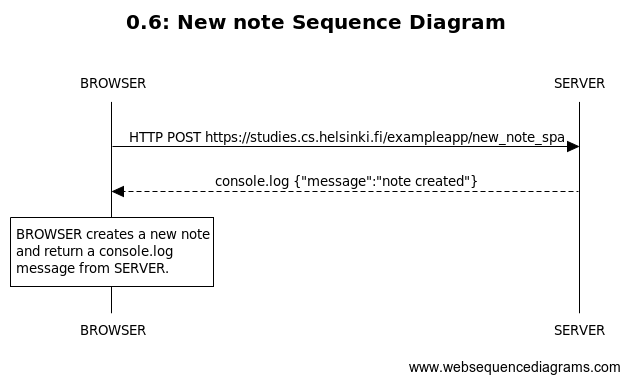 0.6: New note Sequence Diagram
BROWSER SERVER
HTTP POST https://studies.cs.helsinki.fi/exampleapp/new_note_spa
console.log {"message":"note created"}
BROWSER creates a new note
and return a console.log
message from SERVER.
BROWSER SERVER
www.websequencediagrams.com